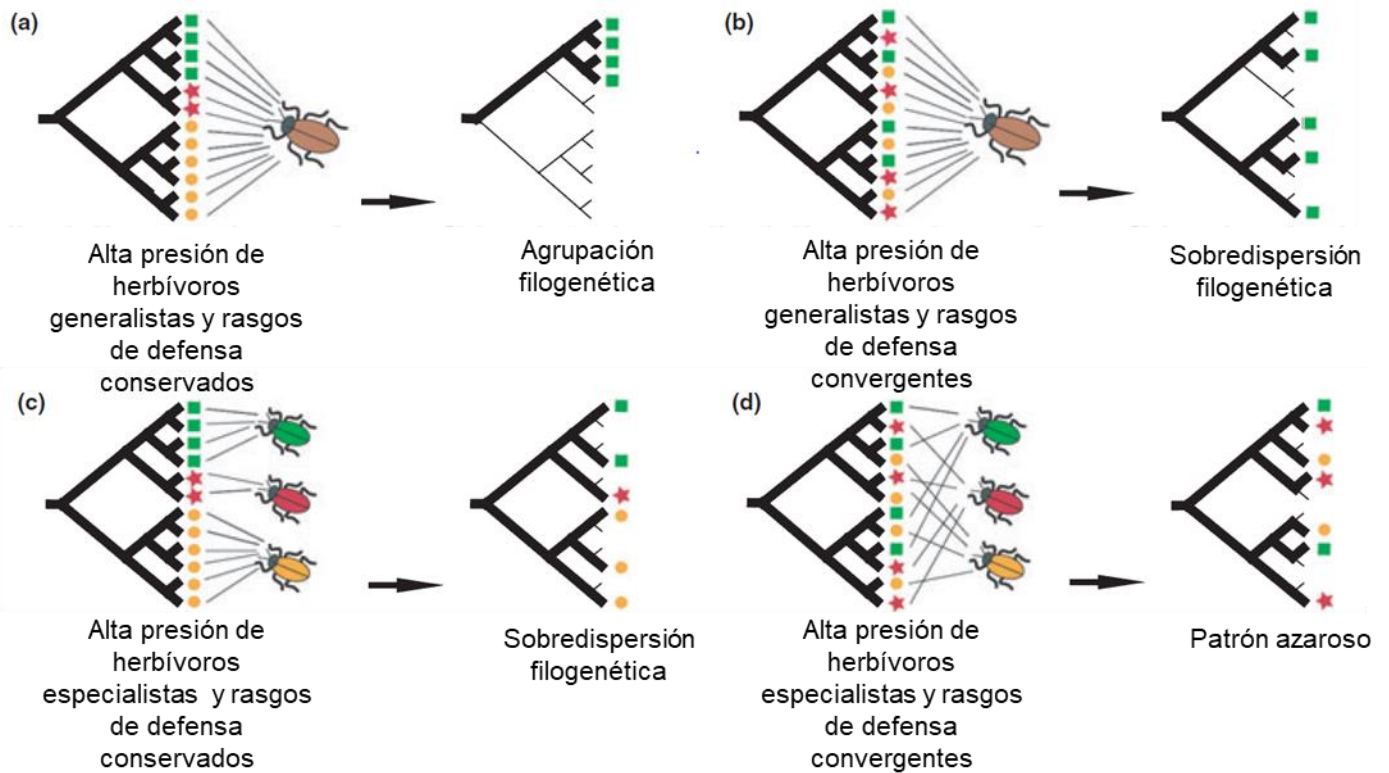 (a)
Alta presión de
herbívoros
generalistas y rasgos
de defensa
conservados
Agrupación
filogenética
(b)
Alta presión de
herbívoros
generalistas y rasgos
de defensa
convergentes
Sobredispersión
filogenética
(c)
Alta presión de
herbívoros
especialistas y rasgos
de defensa
conservados
Sobredispersión
filogenética
(d)
Alta presión de
herbívoros
especialistas y rasgos
de defensa
convergentes
Patrón azaroso